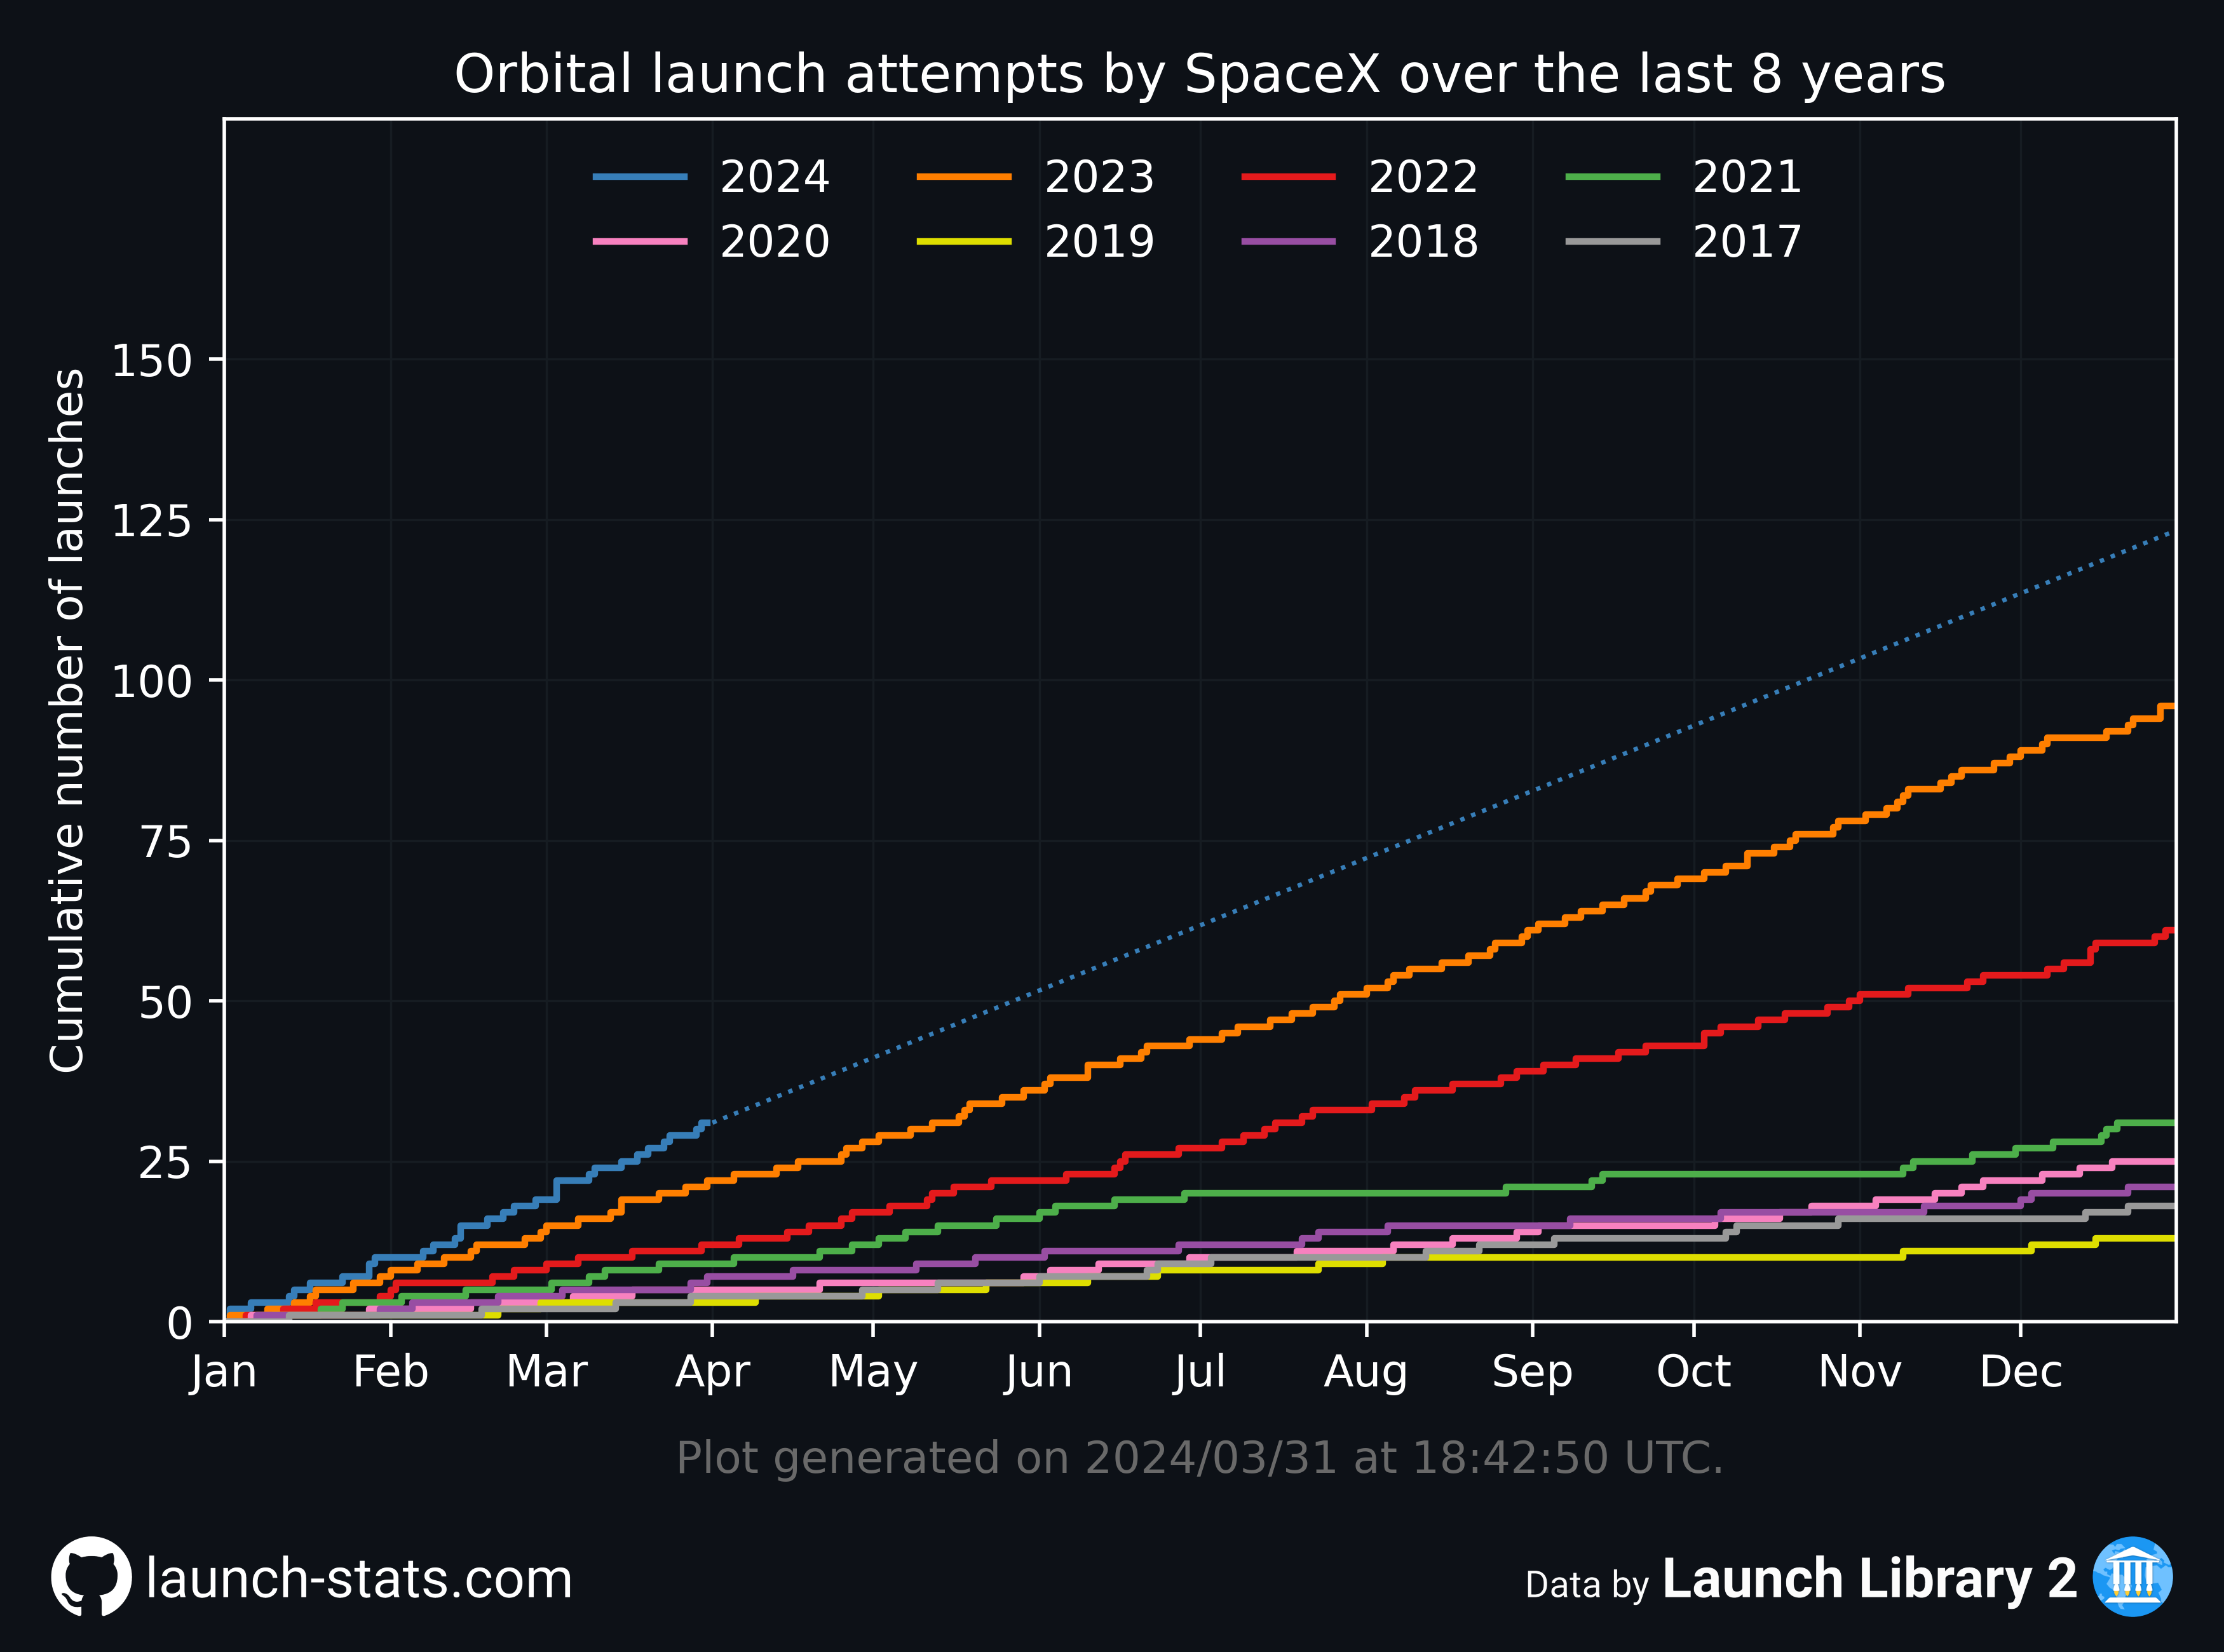 Orbital launch attempts by SpaceX over the last 8 years
2024 2023 2022 2021
2020 2019 2018 2017
Cumulative number of launches
150
125
100
75
50
25
0
Jan Feb Mar Apr May Jun Jul Aug Sep Oct Nov Dec
Plot generated on 2024/03/31 at 18:42:50 UTC.
launch-stats.com
Data by Launch Library 2